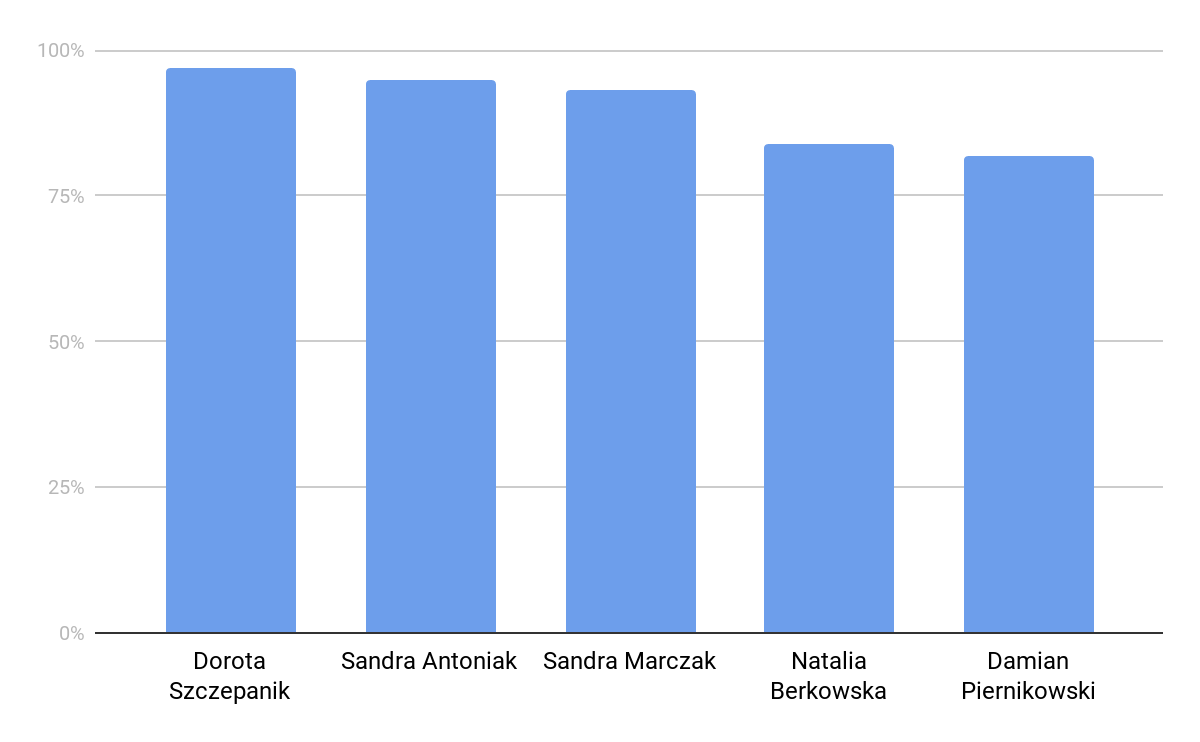 100%
75%
50%
25%
0%
Dorota
Szczepanik
Sandra Antoniak
Sandra Marczak
Natalia
Berkowska
Damian
Piernikowski